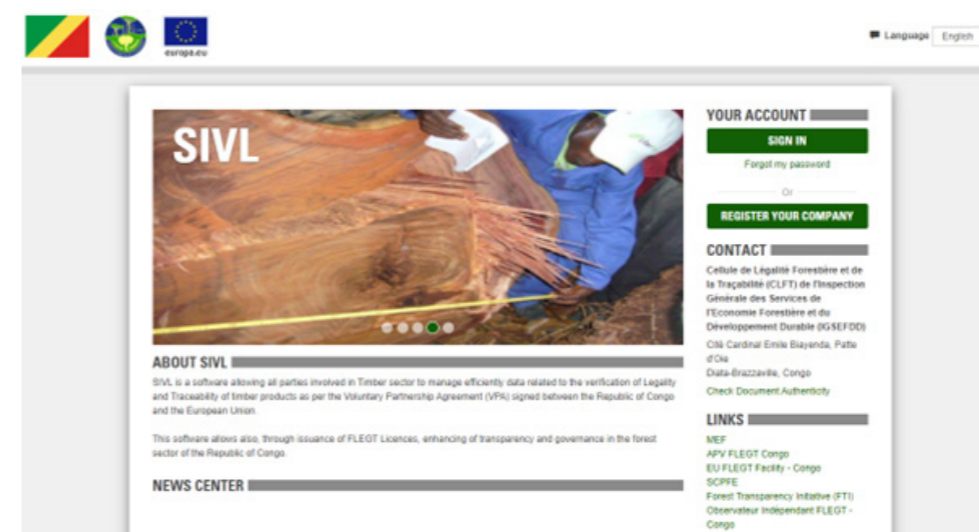 europa.eu
Language English
SIVL
YOUR ACCOUNT
SIGN IN
Forgot my password
Or
REGISTER YOUR COMPANY
CONTACT
Cellule de Légalité Forestière et de
la Traçabilité (CLFT) de l'Inspection
Générale des Services de
l'Economie Forestière et du
Développement Durable (IGSEFDD)
Cité Cardinal Emile Biayenda, Patte
d'Oie
Diata-Brazzaville, Congo
Check Document Authenticity
LINKS
MEF
APV FLEGT Congo
EU FLEGT Facility - Congo
SCPFE
Forest Transparency Initiative (FTI)
Observateur Indépendant FLEGT -
Congo
ABOUT SIVL
SIVL is a software allowing all parties involved in Timber sector to manage efficiently data related to the verification of Legality
and Traceability of timber products as per the Voluntary Partnership Agreement (VPA) signed between the Republic of Congo
and the European Union.
This software allows also, through issuance of FLEGT Licences, enhancing of transparency and governance in the forest
sector of the Republic of Congo.
NEWS CENTER